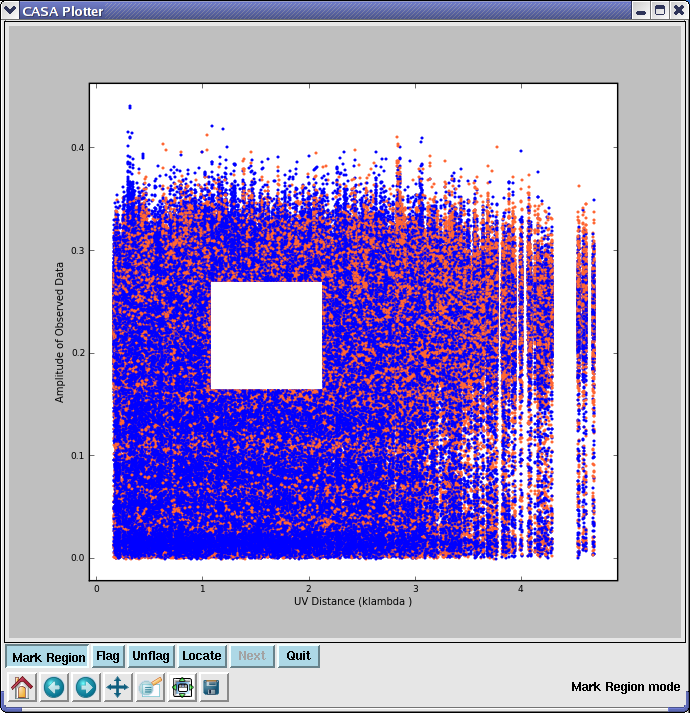 CASA Plotter
0.4
0.3
0.2
0.1
0.0
Amplitude of Observed Data
0 1 2 3 4
UV Distance (klambda )
Mark Region Flag Unflag Locate Next Quit
Mark Region mode